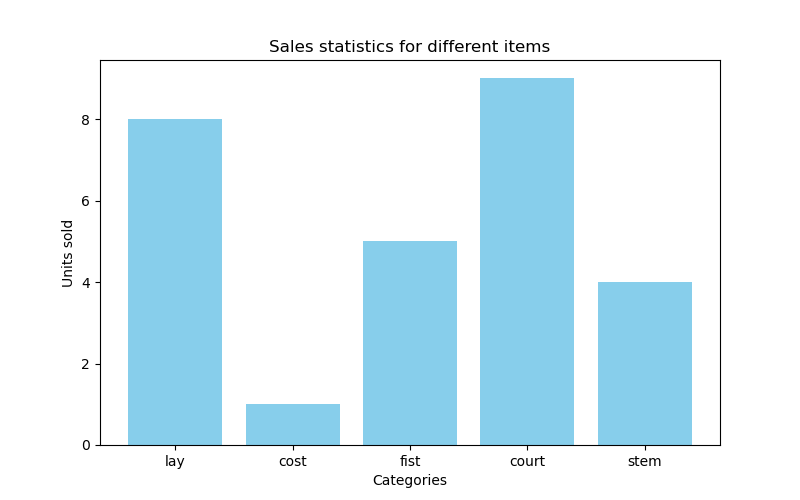 Sales statistics for different items
Units sold
8
6
4
2
0
lay cost fist court stem
Categories